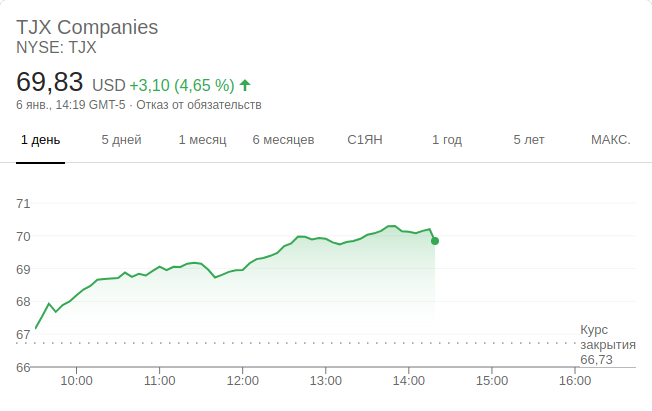 TJX Companies
NYSE: TJX
69,83 USD +3,10 (4,65 %)
6 янв., 14:19 GMT-5 · Отказ от обязательств
1 день 5 дней 1 месяц 6 месяцев С1ЯН 1 год 5 лет МАКС.
71
70
69
68
67
Курс
закрытия
66,73
66
10:00 11:00 12:00 13:00 14:00 15:00 16:00